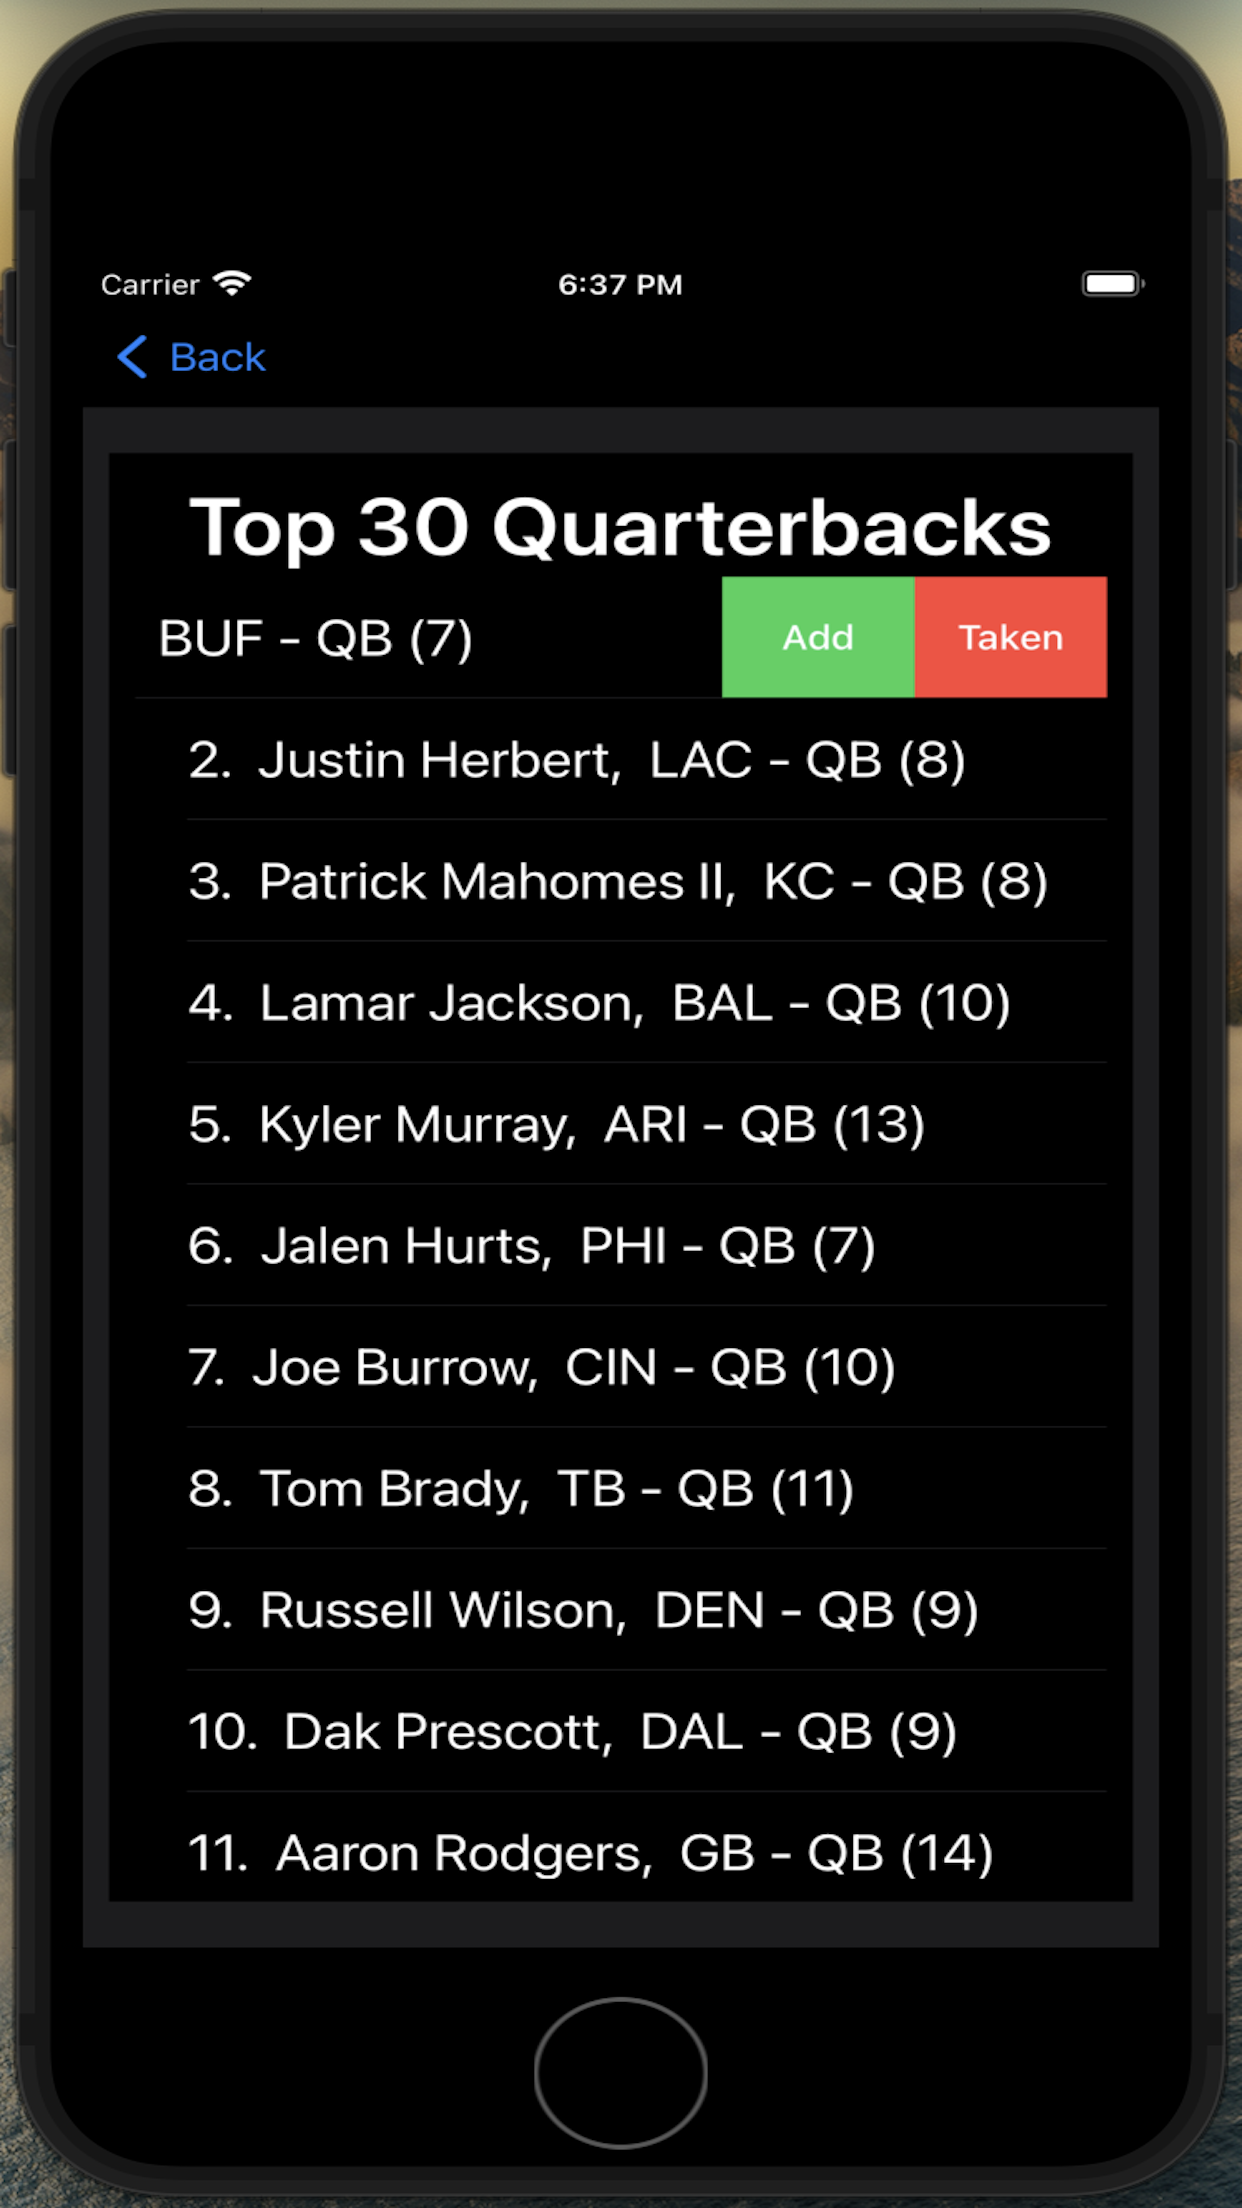 Carrier 6:37 PM
Back
Top 30 Quarterbacks
BUF - QB (7) Add Taken
2. Justin Herbert, LAC - QB (8)
3. Patrick Mahomes II, KC - QB (8)
4. Lamar Jackson, BAL - QB (10)
5. Kyler Murray, ARI - QB (13)
6. Jalen Hurts, PHI - QB (7)
7. Joe Burrow, CIN - QB (10)
8. Tom Brady, TB - QB (11)
9. Russell Wilson, DEN - QB (9)
10. Dak Prescott, DAL - QB (9)
11. Aaron Rodgers, GB - QB (14)